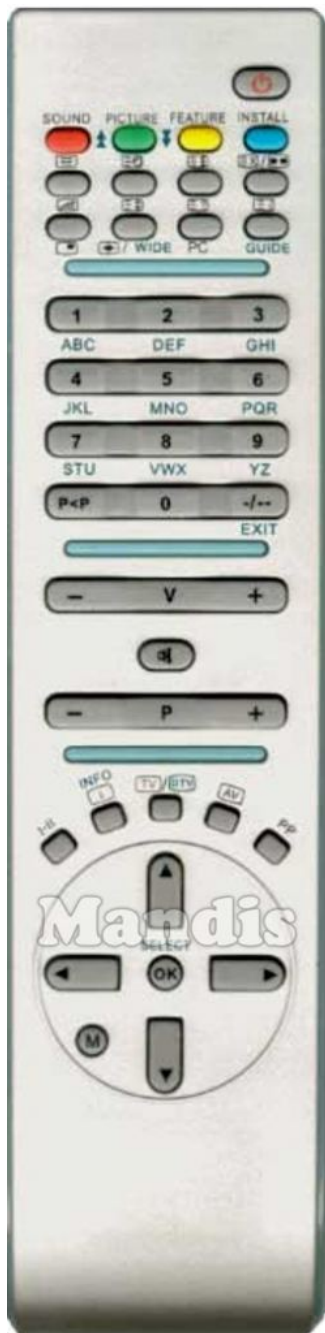 SOUND PICTURE FEATURE INSTALL
/ WIDE PC GUIDE
1 2 3
ABC DEF GHI
4 5 6
JKL MNO PQR
7 8 9
STU VWX YZ
P<P 0 -/--
EXIT
- V +
- P +
I-II INFO i TV/DTV AV PP
Mandis
SELECT
OK
M